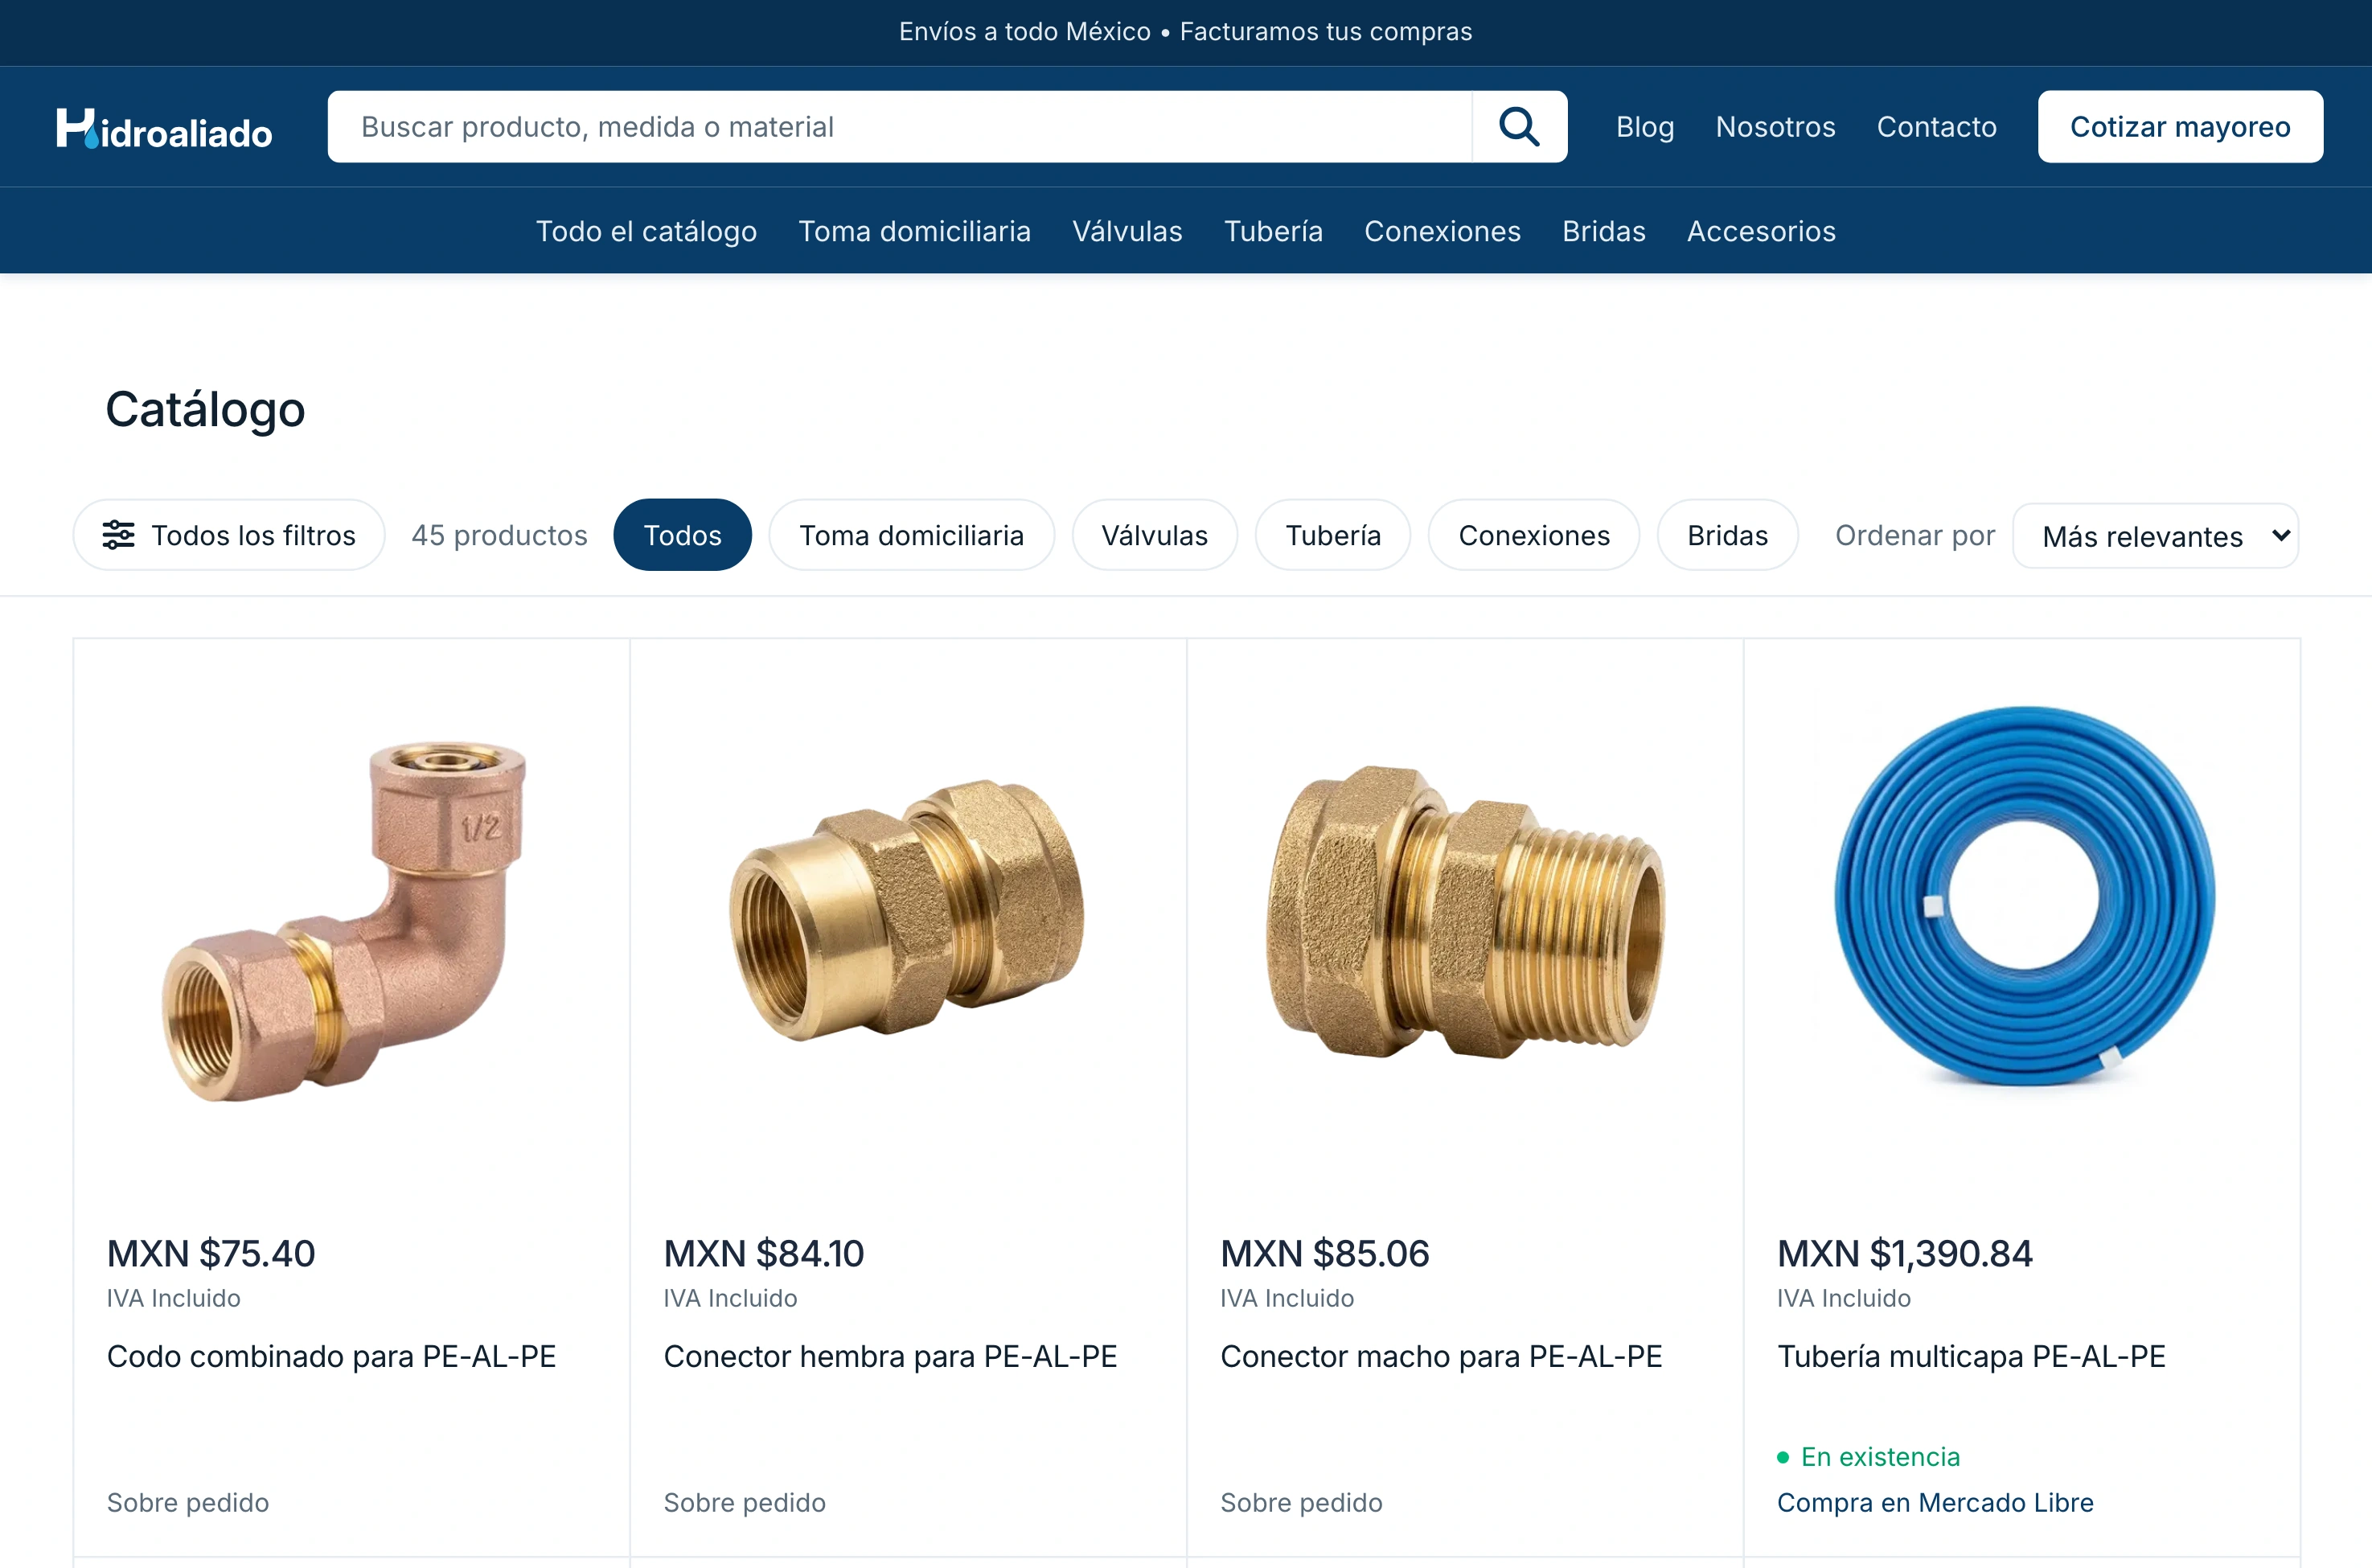 Envíos a todo México • Facturamos tus compras
Hidroaliado
Buscar producto, medida o material
Blog
Nosotros
Contacto
Cotizar mayoreo
Todo el catálogo
Toma domiciliaria
Válvulas
Tubería
Conexiones
Bridas
Accesorios
Catálogo
Todos los filtros
45 productos
Todos
Toma domiciliaria
Válvulas
Tubería
Conexiones
Bridas
Ordenar por
Más relevantes
1/2
MXN $75.40
IVA Incluido
Codo combinado para PE-AL-PE
Sobre pedido
MXN $84.10
IVA Incluido
Conector hembra para PE-AL-PE
Sobre pedido
MXN $85.06
IVA Incluido
Conector macho para PE-AL-PE
Sobre pedido
MXN $1,390.84
IVA Incluido
Tubería multicapa PE-AL-PE
En existencia
Compra en Mercado Libre